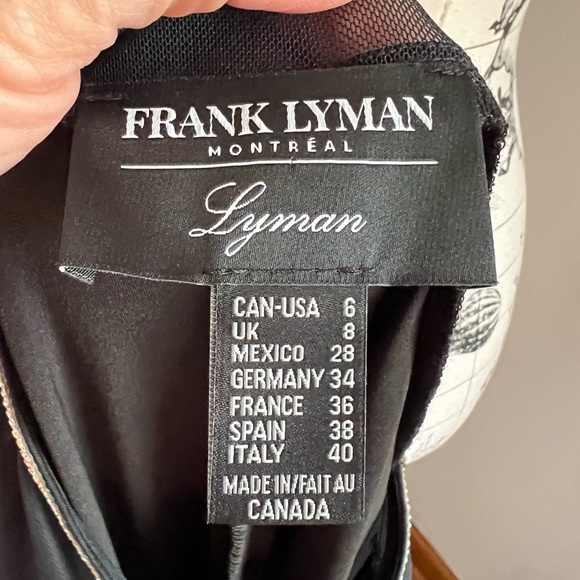 FRANK LYMAN
MONTRÉAL
Lyman
CAN-USA 6
UK 8
MEXICO 28
GERMANY 34
FRANCE 36
SPAIN 38
ITALY 40
MADE IN/FAIT AU
CANADA